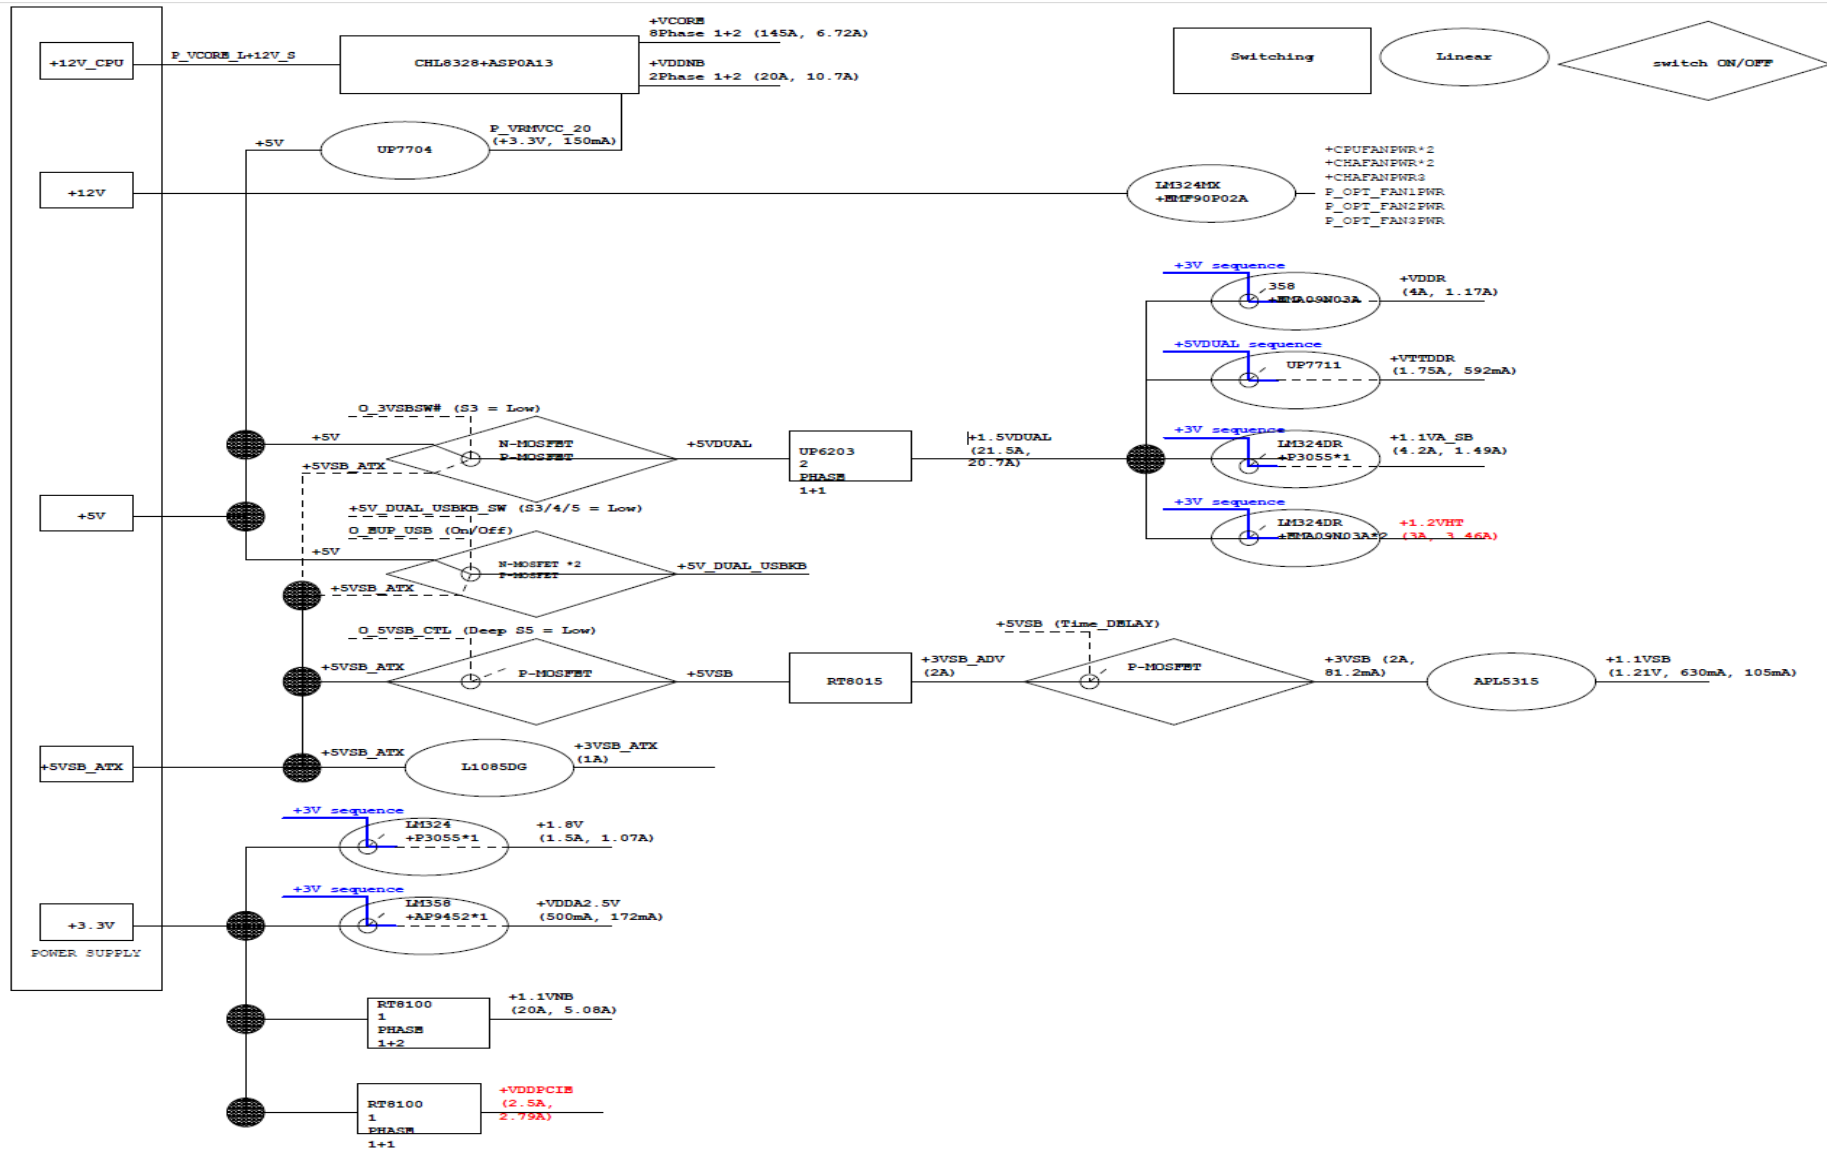 +12V_CPU
P_VCORE_L+12V_S
CHL8328+ASP0A13
+VCORE
8Phase 1+2 (145A, 6.72A)
+VDDNB
2Phase 1+2 (20A, 10.7A)
Switching
Linear
switch ON/OFF
+5V
UP7704
P_VRMVCC_20
(+3.3V, 150mA)
+12V
LM324MX
+EMF90P02A
+CPUFANPWR*2
+CHAFANPWR*2
+CHAFANPWR3
P_OPT_FAN1PWR
P_OPT_FAN2PWR
P_OPT_FAN3PWR
+3V sequence
358
+EMA09N03A
+VDDR
(4A, 1.17A)
+5VDUAL sequence
UP7711
+VTTDDR
(1.75A, 592mA)
O_3VSBSW# (S3 = Low)
+5V
+5VSB_ATX
N-MOSFET
P-MOSFET
+5VDUAL
UP6203
2
PHASE
1+1
+1.5VDUAL
(21.5A,
20.7A)
+3V sequence
LM324DR
+P3055*1
+1.1VA_SB
(4.2A, 1.49A)
+5V
+5V_DUAL_USBKB_SW (S3/4/5 = Low)
O_EUP_USB (On/Off)
+5V
+5VSB_ATX
N-MOSFET *2
P-MOSFET
+5V_DUAL_USBKB
+3V sequence
LM324DR
+EMA09N03A*2
+1.2VHT
(3A, 3.46A)
O_5VSB_CTL (Deep S5 = Low)
+5VSB_ATX
P-MOSFET
+5VSB
RT8015
+3VSB_ADV
(2A)
+5VSB (Time_DELAY)
P-MOSFET
+3VSB (2A,
81.2mA)
APL5315
+1.1VSB
(1.21V, 630mA, 105mA)
+5VSB_ATX
+5VSB_ATX
L1085DG
+3VSB_ATX
(1A)
+3V sequence
LM324
+P3055*1
+1.8V
(1.5A, 1.07A)
+3V sequence
LM358
+AP9452*1
+VDDA2.5V
(500mA, 172mA)
+3.3V
POWER SUPPLY
RT8100
1
PHASE
1+2
+1.1VNB
(20A, 5.08A)
RT8100
1
PHASE
1+1
+VDDPCIE
(2.5A,
2.79A)